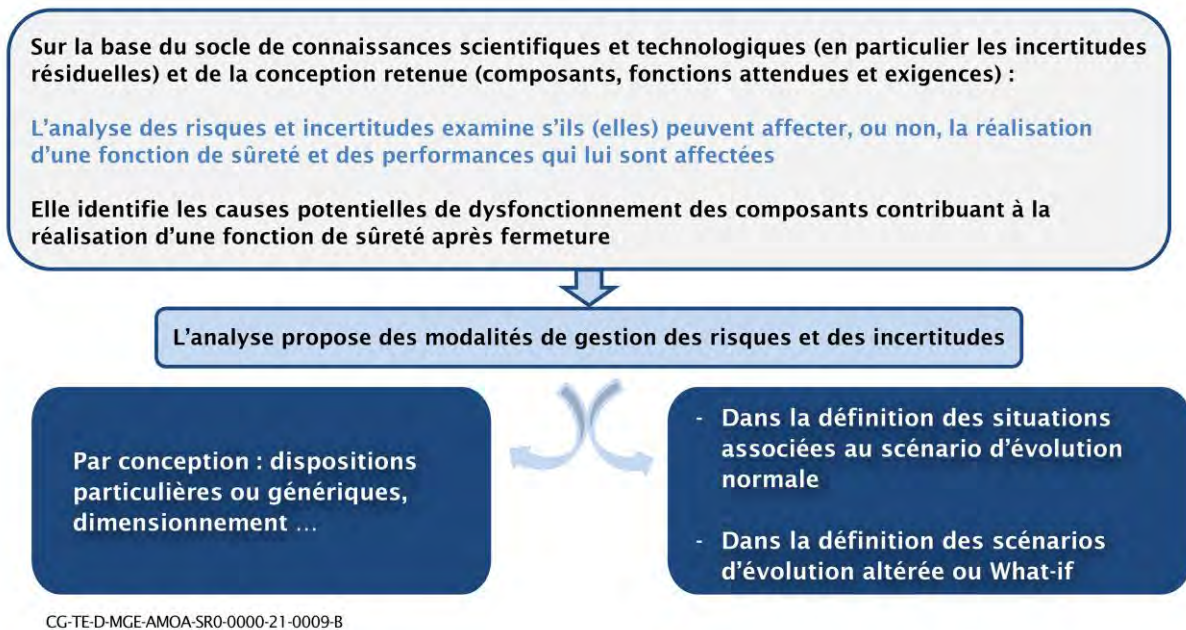 Sur la base du socle de connaissances scientifiques et technologiques (en particulier les incertitudes
résiduelles) et de la conception retenue (composants, fonctions attendues et exigences) :
L'analyse des risques et incertitudes examine s'ils (elles) peuvent affecter, ou non, la réalisation
d'une fonction de sûreté et des performances qui lui sont affectées
Elle identifie les causes potentielles de dysfonctionnement des composants contribuant à la
réalisation d'une fonction de sûreté après fermeture
L'analyse propose des modalités de gestion des risques et des incertitudes
Par conception : dispositions
particulières ou génériques,
dimensionnement ...
- Dans la définition des situations
associées au scénario d'évolution
normale
- Dans la définition des scénarios
d'évolution altérée ou What-if
CG-TE-D-MGE-AMOA-SR0-0000-21-0009-B